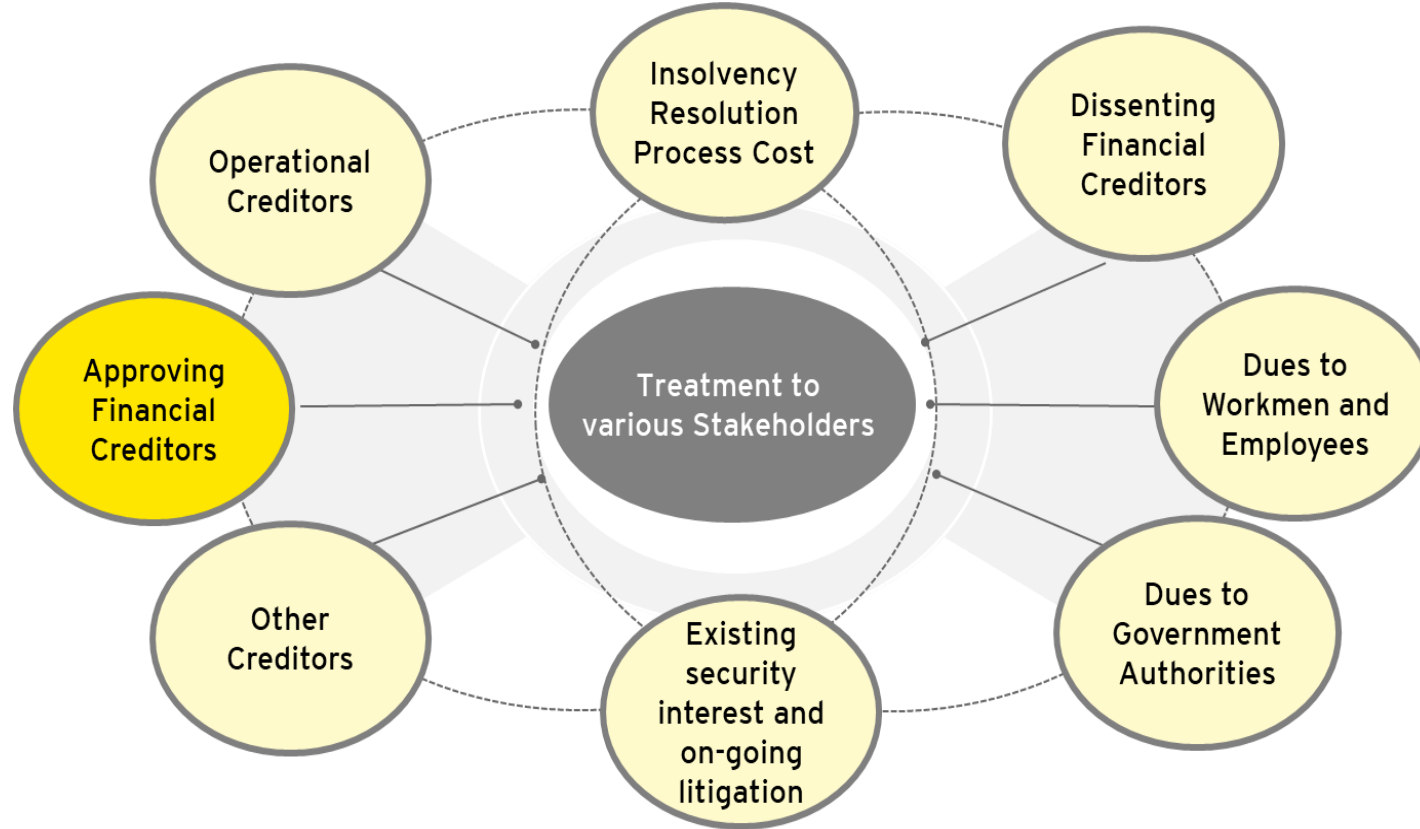 Insolvency
Resolution
Process Cost
Dissenting
Financial
Creditors
Operational
Creditors
Approving
Financial
Creditors
Treatment to
various Stakeholders
Dues to
Workmen and
Employees
Other
Creditors
Existing
security
interest and
on-going
litigation
Dues to
Government
Authorities